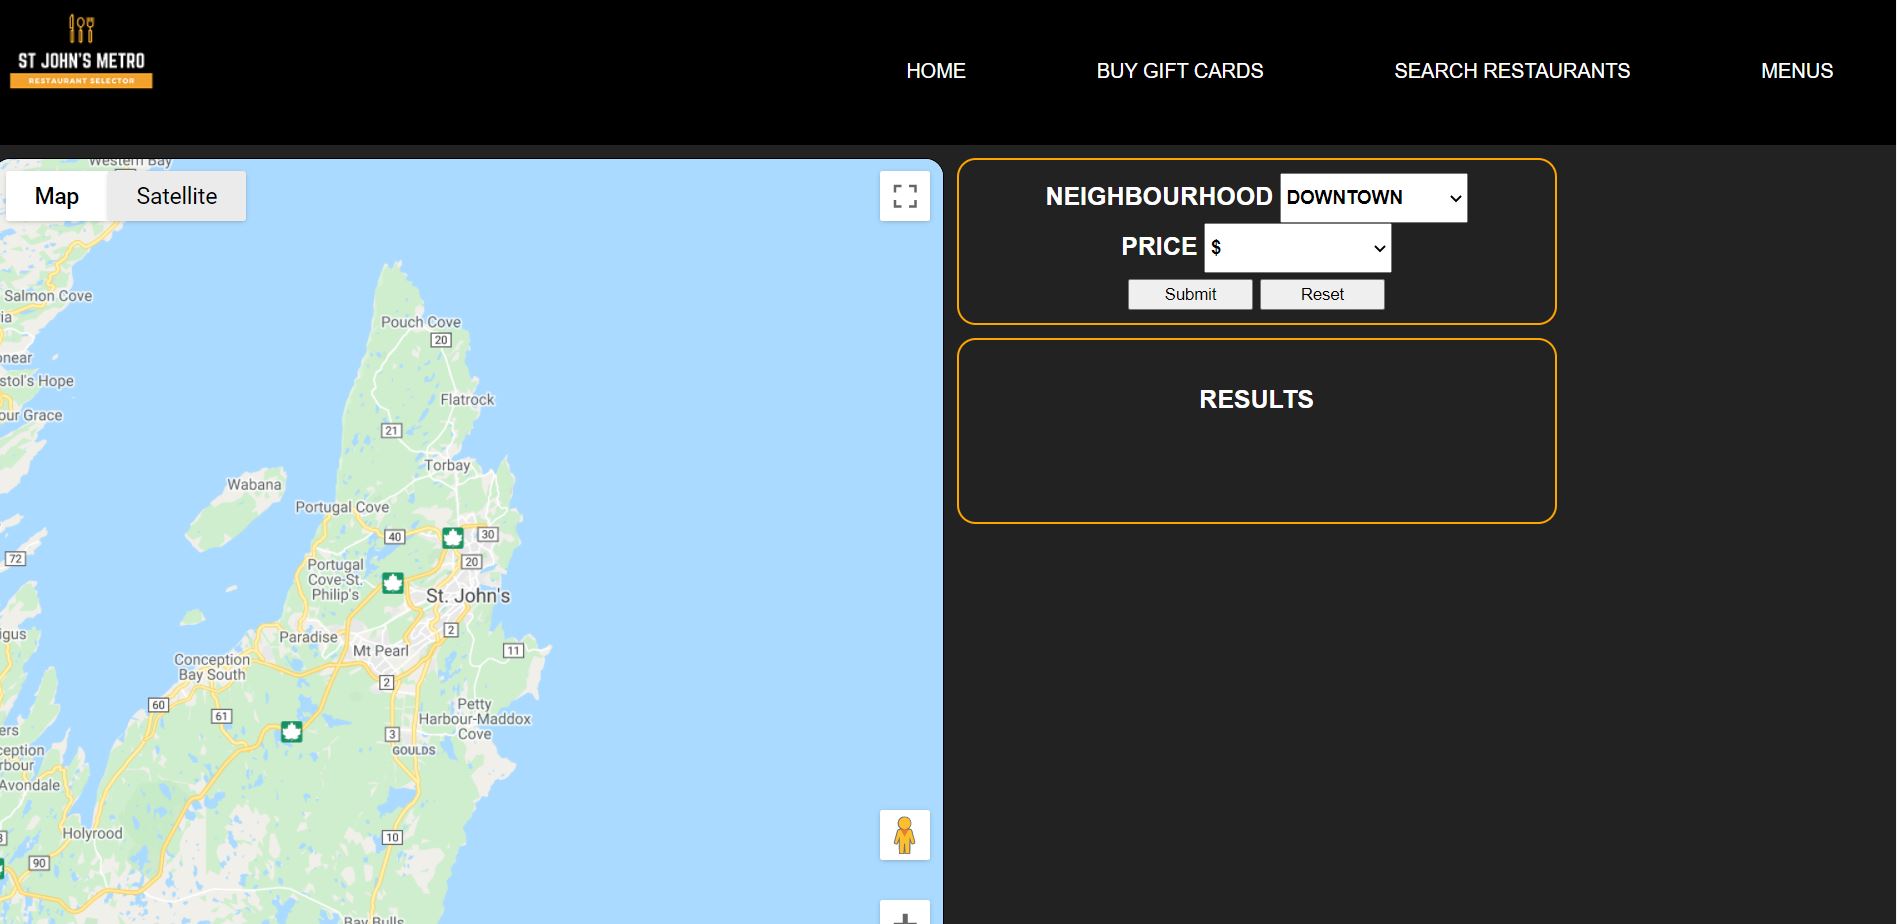 ST JOHN'S METRO
RESTAURANT SELECTOR
HOME
BUY GIFT CARDS
SEARCH RESTAURANTS
MENUS
Map
Satellite
Western Bay
Salmon Cove
ia
onear
stol's Hope
our Grace
Pouch Cove
20
Flatrock
21
Torbay
Wabana
Portugal Cove
40
30
72
20
Portugal
Cove-St.
Philip's
St. John's
igus
Paradise
2
Mt Pearl
11
Conception
Bay South
2
60
61
Petty
Harbour-Maddox
Cove
3
GOULDS
ers
ception
rbour
Avondale
Holyrood
10
90
Bay Bulls
NEIGHBOURHOOD
DOWNTOWN
PRICE
$
Submit
Reset
RESULTS